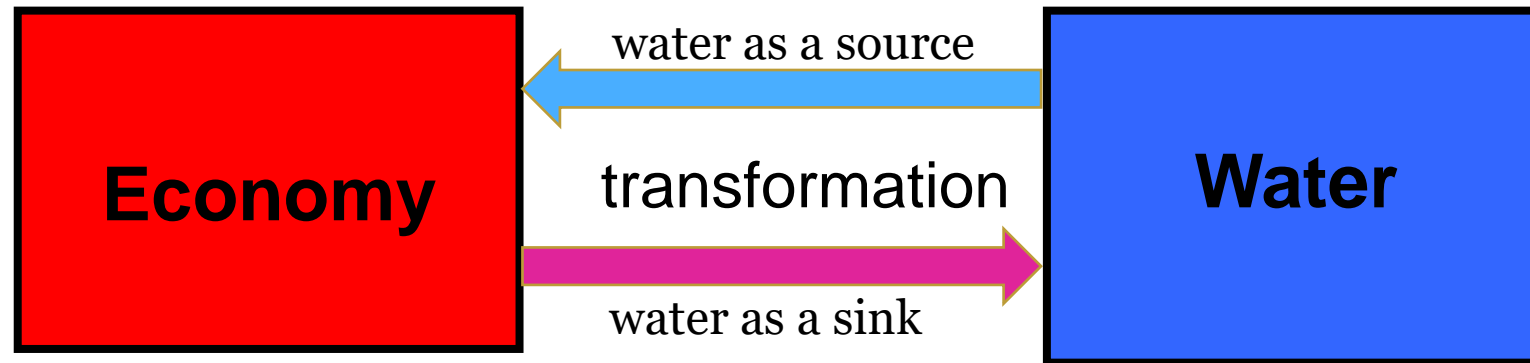 water as a source
Economy
transformation
Water
water as a sink